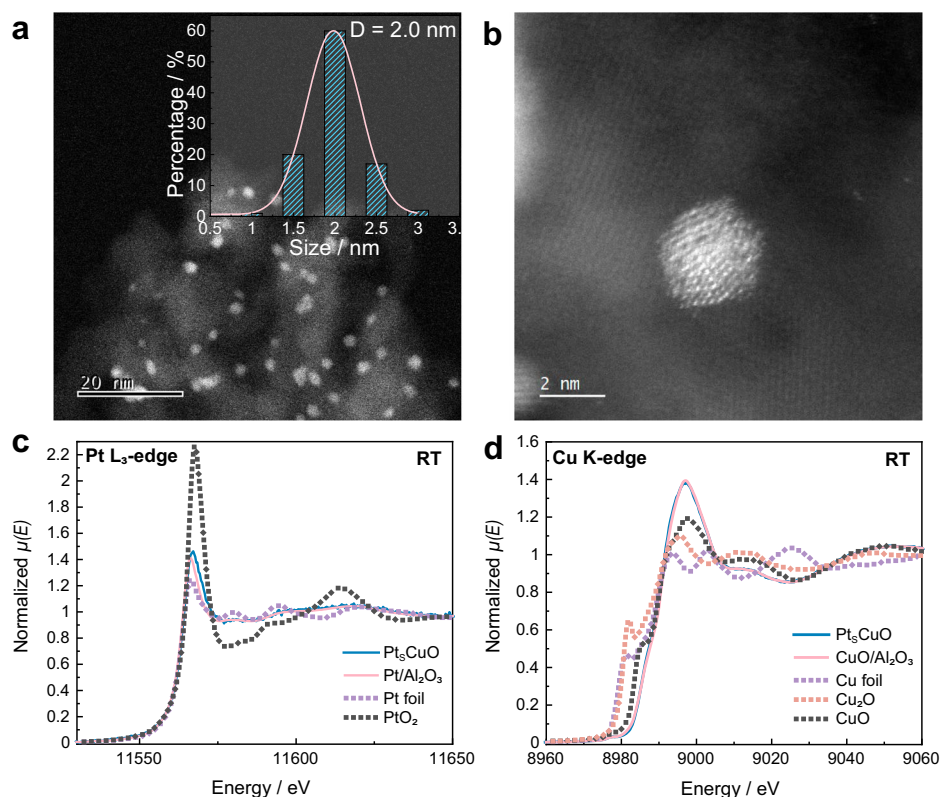 a
D = 2.0 nm
Percentage / %
60
50
40
30
20
10
0
0.5 1 1.5 2 2.5 3 3.
Size / nm
20 nm
b
2 nm
c
Pt L₃-edge
RT
Normalized μ(E)
2.2
2
1.8
1.6
1.4
1.2
1.0
0.8
0.6
0.4
0.2
0
PtₛCuO
Pt/Al₂O₃
Pt foil
PtO₂
11550 11600 11650
Energy / eV
d
Cu K-edge
RT
Normalized μ(E)
1.6
1.4
1.2
1.0
0.8
0.6
0.4
0.2
0
PtₛCuO
CuO/Al₂O₃
Cu foil
Cu₂O
CuO
8960 8980 9000 9020 9040 9060
Energy / eV